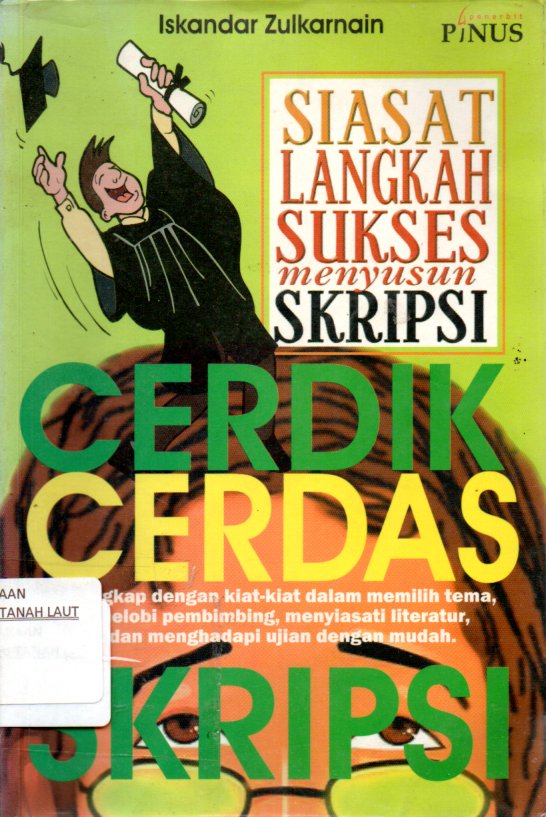 Iskandar Zulkarnain
penerbit
PiNUS
SIASAT
LANGKAH
SUKSES
menyusun
SKRIPSI
CERDIK
CERDAS
gkap dengan kiat-kiat dalam memilih tema,
elobi pembimbing, menyiasati literatur,
dan menghadapi ujian dengan mudah.
AAN
TANAH LAUT
SKRIPSI